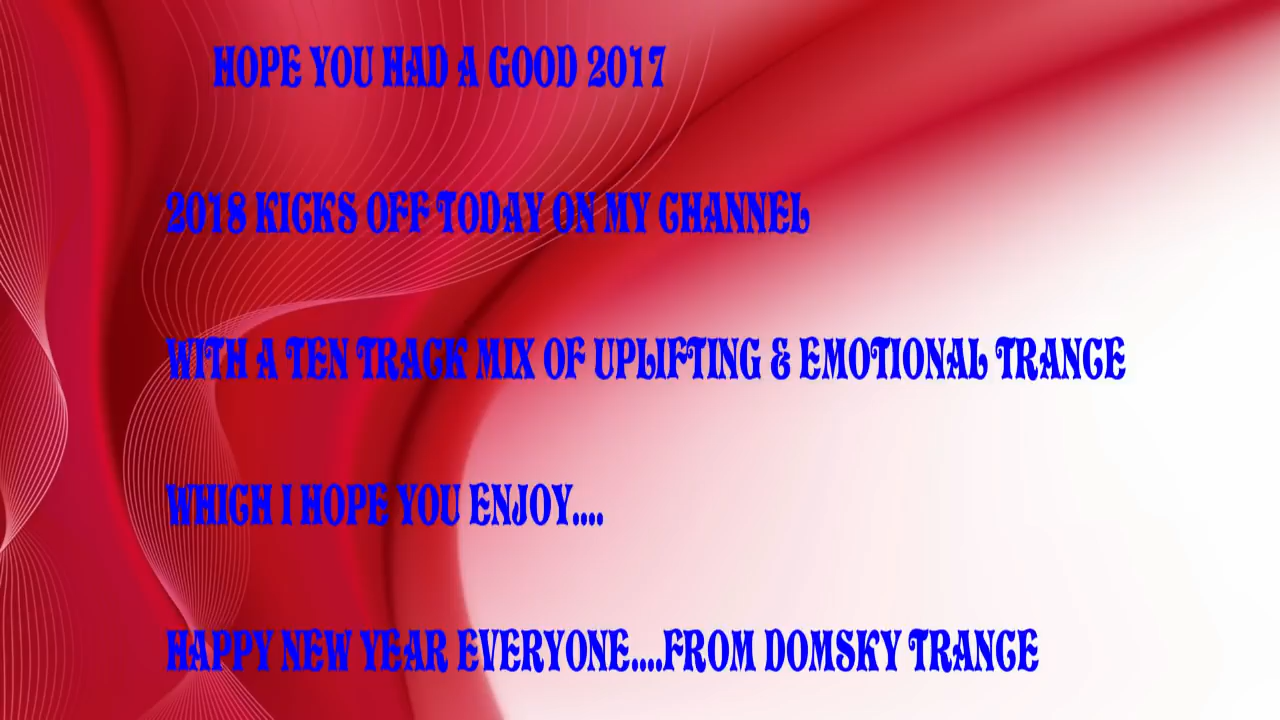 HOPE YOU HAD A GOOD 2017
2018 KICKS OFF TODAY ON MY CHANNEL
WITH A TEN TRACK MIX OF UPLIFTING & EMOTIONAL TRANCE
WHICH I HOPE YOU ENJOY....
HAPPY NEW YEAR EVERYONE....FROM DOMSKY TRANCE